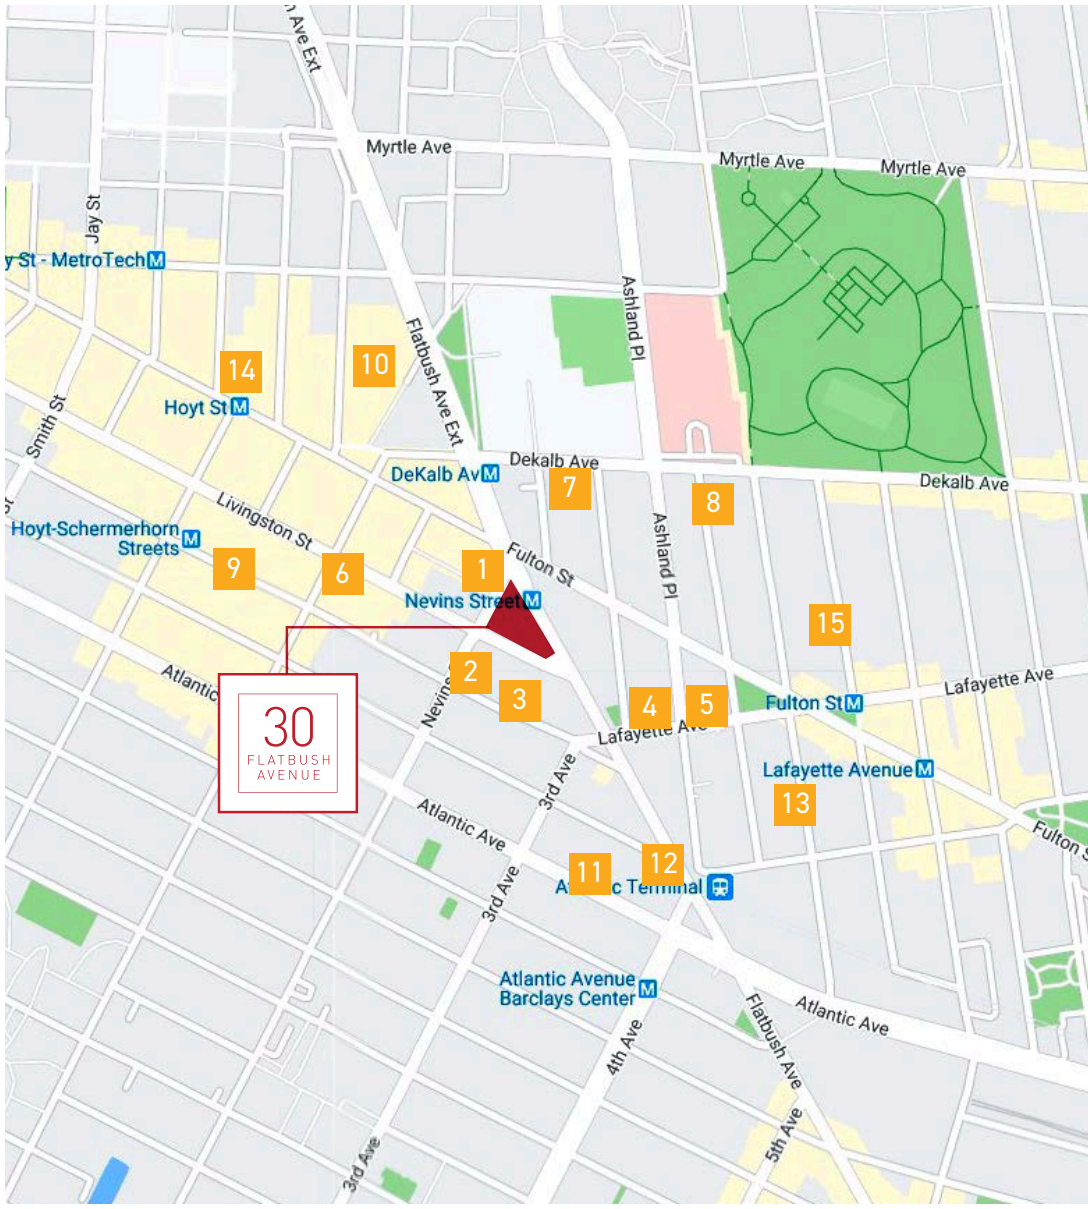 Ave Ext
Myrtle Ave
Myrtle Ave
Myrtle Ave
Jay St
y St - MetroTech M
Ashland Pl
Flatbush Ave Ext
10
14
Hoyt St M
Smith St
Dekalb Ave
DeKalb Av M
Dekalb Ave
7
8
Livingston St
Ashland Pl
Hoyt-Schermerhorn
Streets M
Fulton St
9
6
1
Nevins Street M
15
2
3
Atlantic
Nevins
4
5
Lafayette Ave
Fulton St M
Lafayette Ave
30
FLATBUSH
AVENUE
3rd Ave
Lafayette Avenue M
13
Atlantic Ave
Fulton S
12
11
Atlantic Terminal
3rd Ave
Atlantic Avenue
Barclays Center M
Flatbush Ave
Atlantic Ave
4th Ave
5th Ave
3rd Ave